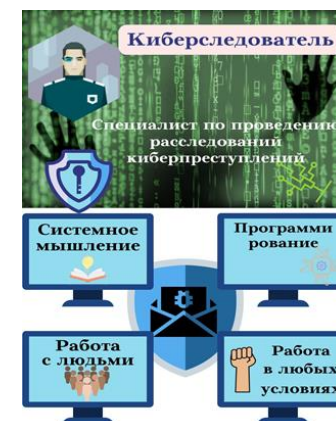 Киберследователь
Специалист по проведению
расследований
киберпреступлений
Системное
мышление
Программи
рование
Работа
с людьми
Работа
в любых
условиях